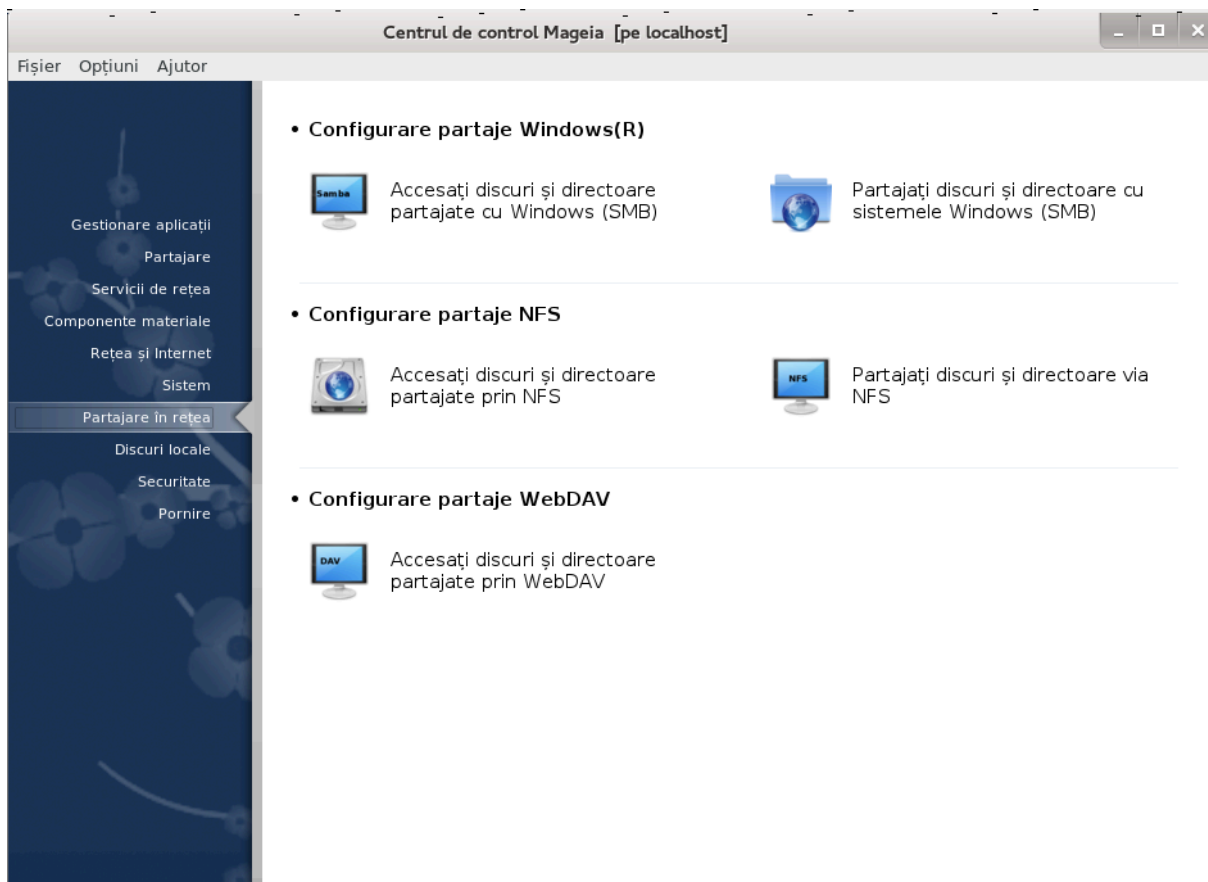 Centrul de control Mageia [pe localhost]
Fișier Opțiuni Ajutor
Gestionare aplicații
Partajare
Servicii de rețea
Componente materiale
Rețea și Internet
Sistem
Partajare în rețea
Discuri locale
Securitate
Pornire
• Configurare partaje Windows(R)
Samba
Accesați discuri și directoare
partajate cu Windows (SMB)
Partajați discuri și directoare cu
sistemele Windows (SMB)
• Configurare partaje NFS
Accesați discuri și directoare
partajate prin NFS
NFS
Partajați discuri și directoare via
NFS
• Configurare partaje WebDAV
DAV
Accesați discuri și directoare
partajate prin WebDAV